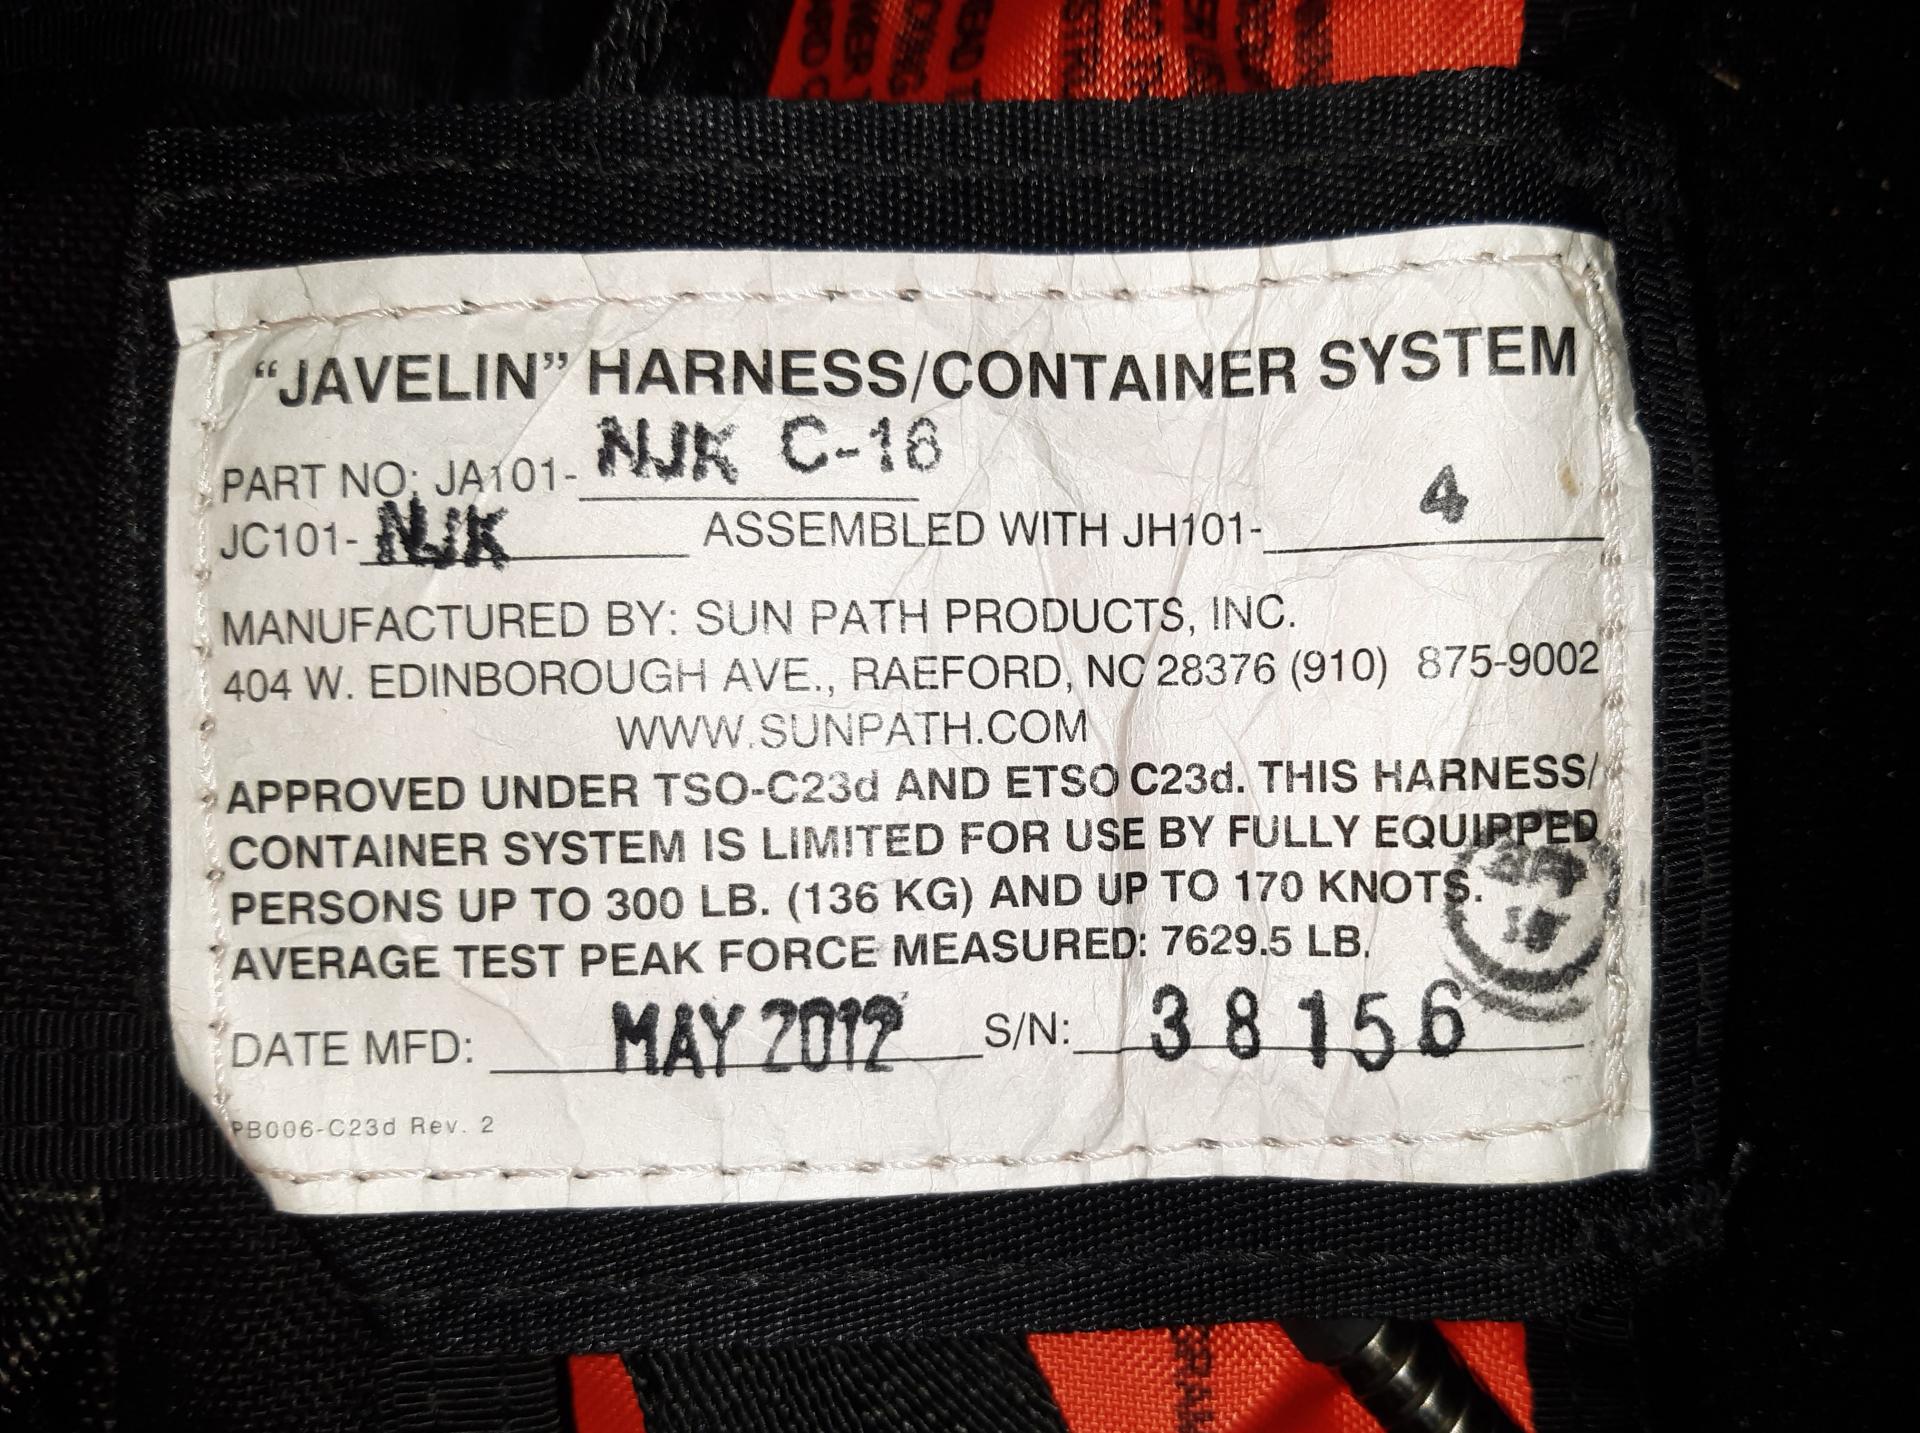 "JAVELIN" HARNESS/CONTAINER SYSTEM
PART NO: JA101- NJK C-18
JC101- NJK ASSEMBLED WITH JH101- 4
MANUFACTURED BY: SUN PATH PRODUCTS, INC.
404 W. EDINBOROUGH AVE., RAEFORD, NC 28376 (910) 875-9002
WWW.SUNPATH.COM
APPROVED UNDER TSO-C23d AND ETSO C23d. THIS HARNESS/
CONTAINER SYSTEM IS LIMITED FOR USE BY FULLY EQUIPPED
PERSONS UP TO 300 LB. (136 KG) AND UP TO 170 KNOTS.
AVERAGE TEST PEAK FORCE MEASURED: 7629.5 LB.
DATE MFD: MAY 2012 S/N: 38156
PB006-C23d Rev. 2